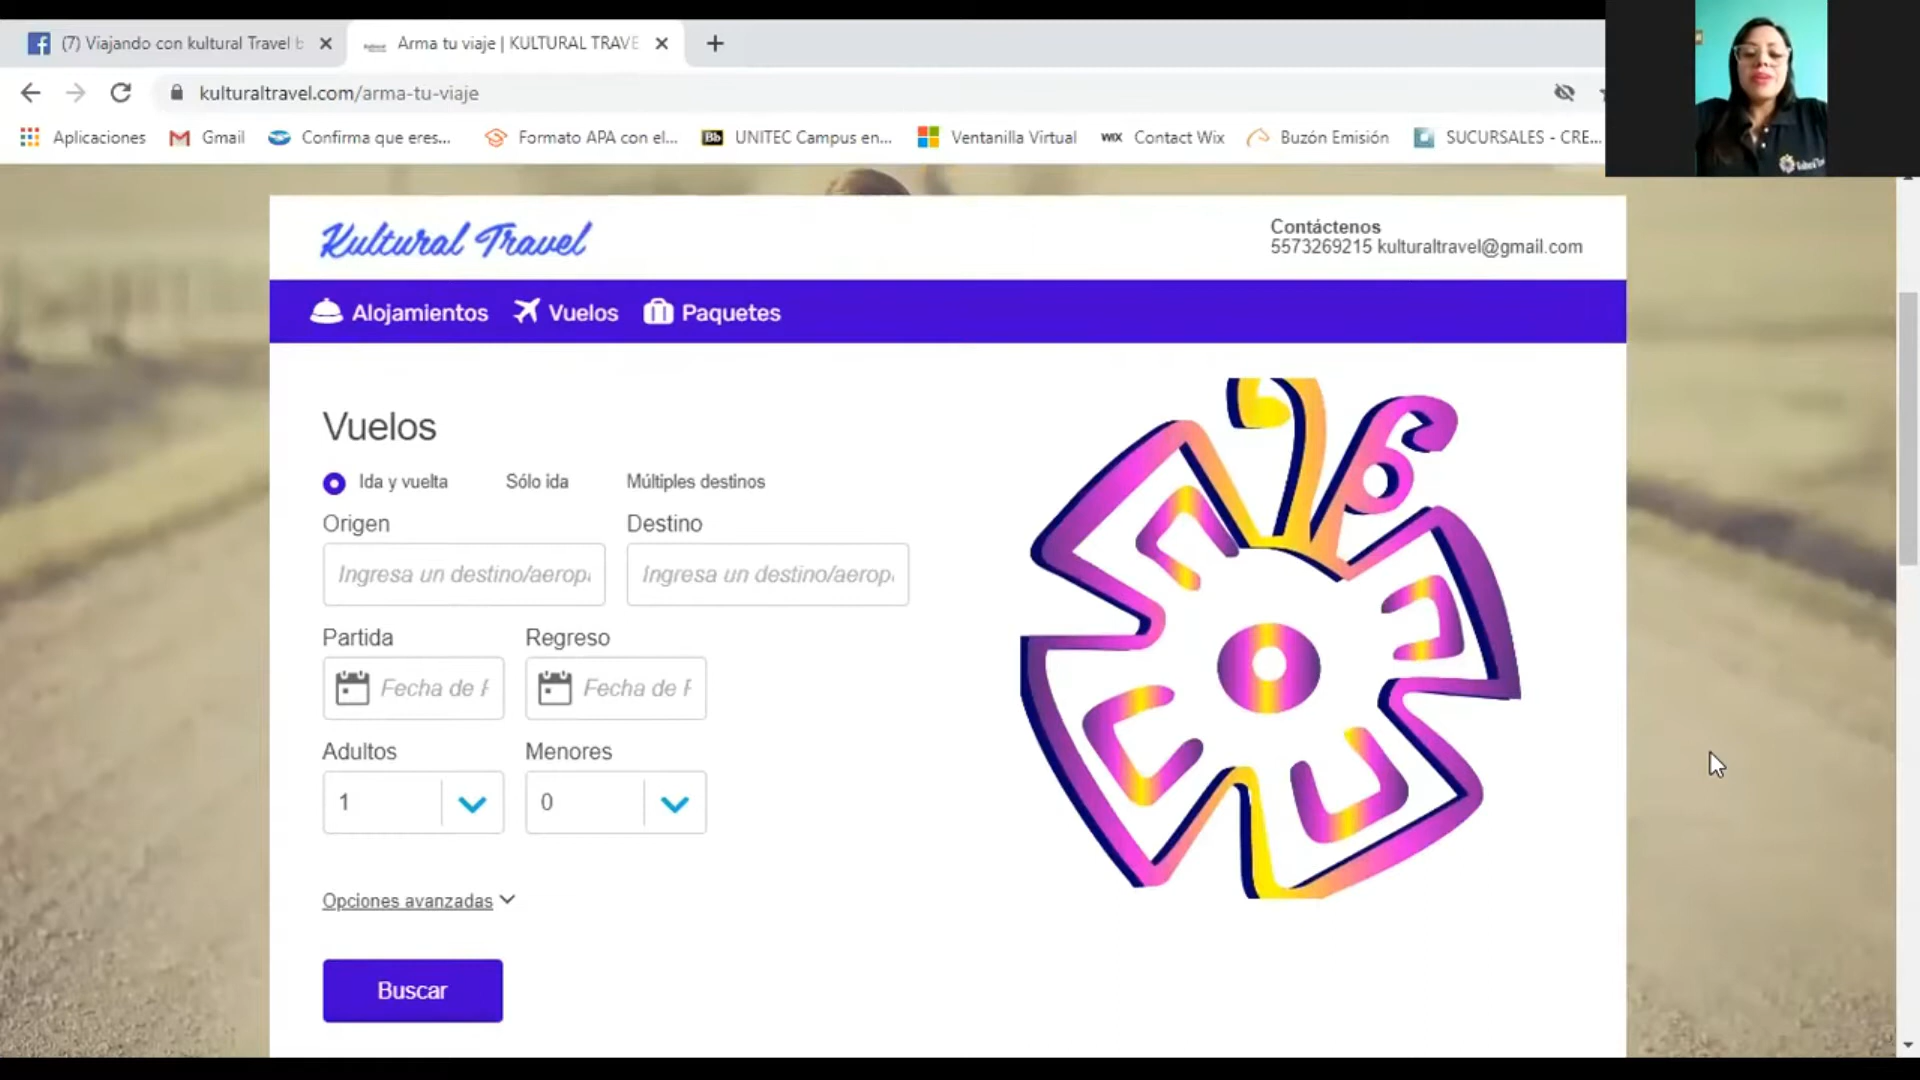 (7) Viajando con kultural Travel b
Arma tu viaje | KULTURAL TRAVE
kulturaltravel.com/arma-tu-viaje
Aplicaciones
Gmail
Confirma que eres...
Formato APA con el...
Bb
UNITEC Campus en...
Ventanilla Virtual
WIX
Contact Wix
Buzón Emisión
SUCURSALES - CRE...
Kultural Travel
Contáctenos
5573269215 kulturaltravel@gmail.com
Alojamientos
Vuelos
Paquetes
Vuelos
Ida y vuelta
Sólo ida
Múltiples destinos
Origen
Destino
Ingresa un destino/aerop
Ingresa un destino/aerop
Partida
Regreso
Fecha de F
Fecha de F
Adultos
Menores
1
0
Opciones avanzadas
Buscar